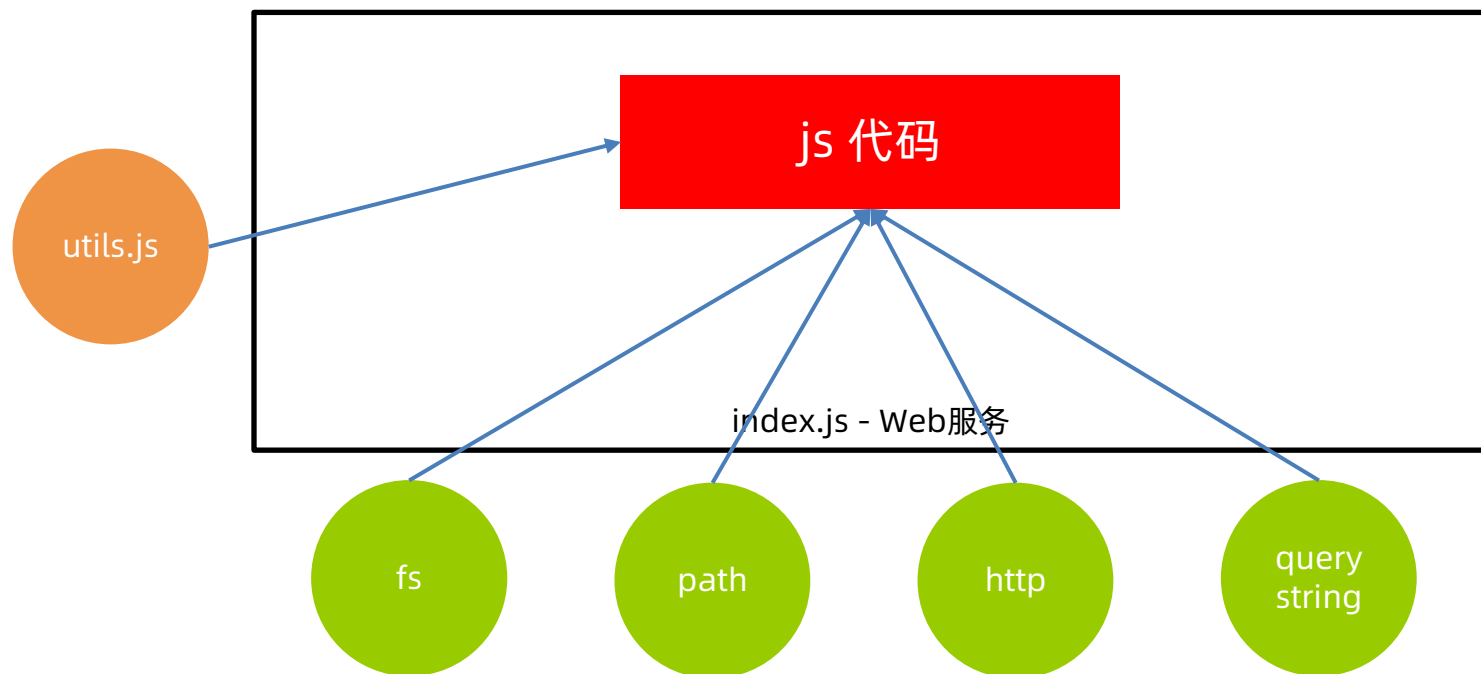 js 代码
utils.js
index.js - Web服务
fs
path
http
query
string